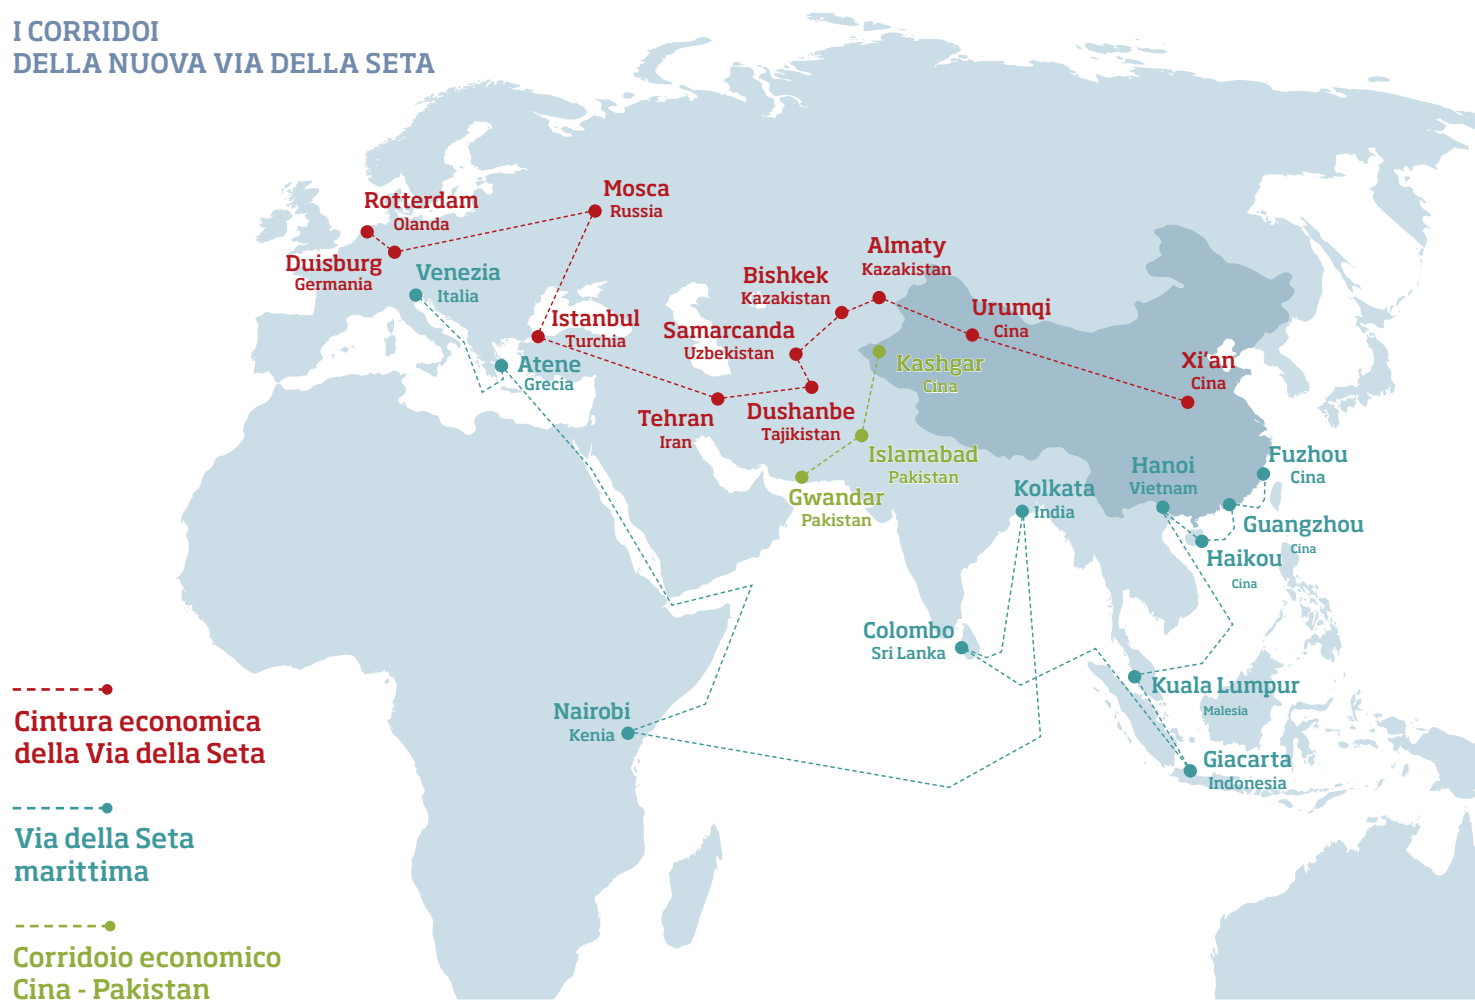 I CORRIDOI
DELLA NUOVA VIA DELLA SETA
Mosca
Russia
Rotterdam
Olanda
Duisburg
Germania
Venezia
Italia
Istanbul
Turchia
Atene
Grecia
Almaty
Kazakistan
Bishkek
Kazakistan
Samarcanda
Uzbekistan
Urumqi
Cina
Kashgar
Cina
Xi'an
Cina
Tehran
Iran
Dushanbe
Tajikistan
Islamabad
Pakistan
Gwandar
Pakistan
Kolkata
India
Hanoi
Vietnam
Fuzhou
Cina
Guangzhou
Cina
Haikou
Cina
Colombo
Sri Lanka
Kuala Lumpur
Malesia
Nairobi
Kenia
Giacarta
Indonesia
Cintura economica
della Via della Seta
Via della Seta
marittima
Corridoio economico
Cina - Pakistan